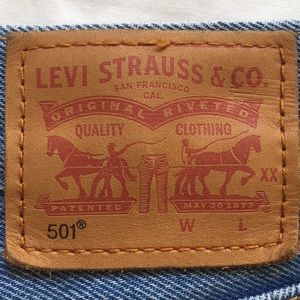 LEVI STRAUSS & CO.
SAN FRANCISCO
CAL.
ORIGINAL RIVETED
QUALITY CLOTHING
XX
PATENTED MAY 20 1873
501® W L